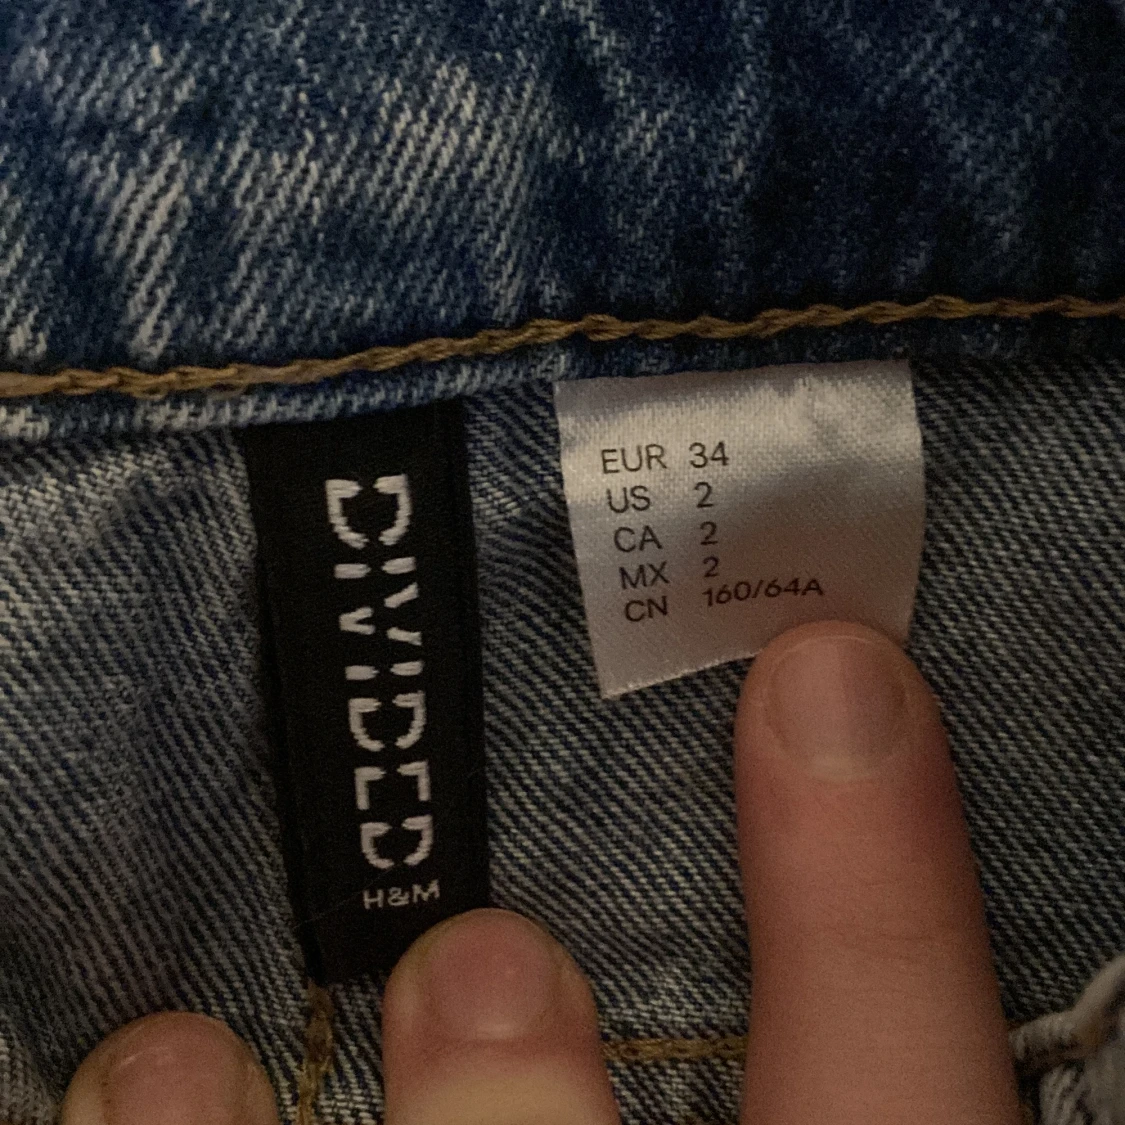 DIVIDED
H&M
EUR 34
US 2
CA 2
MX 2
CN 160/64A